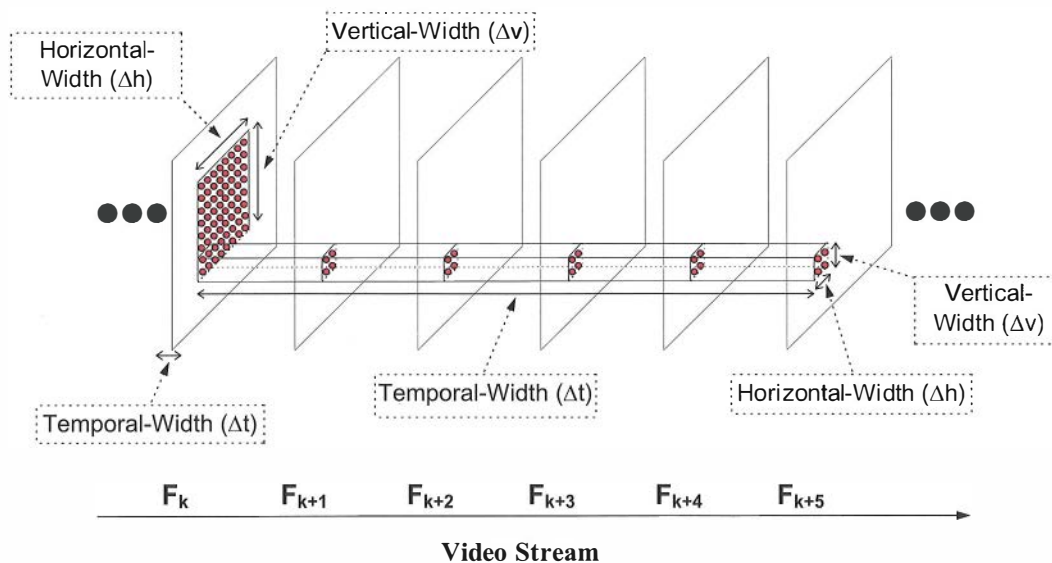 Vertical-Width (Δv)
Horizontal-
Width (Δh)
Vertical-
Width (Δv)
Temporal-Width (Δt)
Horizontal-Width (Δh)
Temporal-Width (Δt)
Fk Fk+1 Fk+2 Fk+3 Fk+4 Fk+5
Video Stream